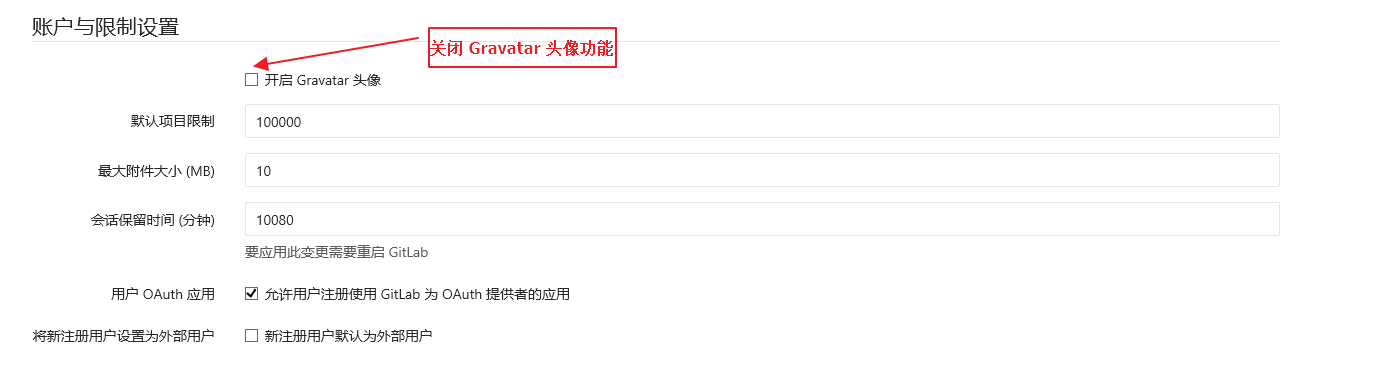 账户与限制设置
关闭 Gravatar 头像功能
开启 Gravatar 头像
默认项目限制
100000
最大附件大小 (MB)
10
会话保留时间 (分钟)
10080
要应用此变更需要重启 GitLab
用户 OAuth 应用
允许用户注册使用 GitLab 为 OAuth 提供者的应用
将新注册用户设置为外部用户
新注册用户默认为外部用户